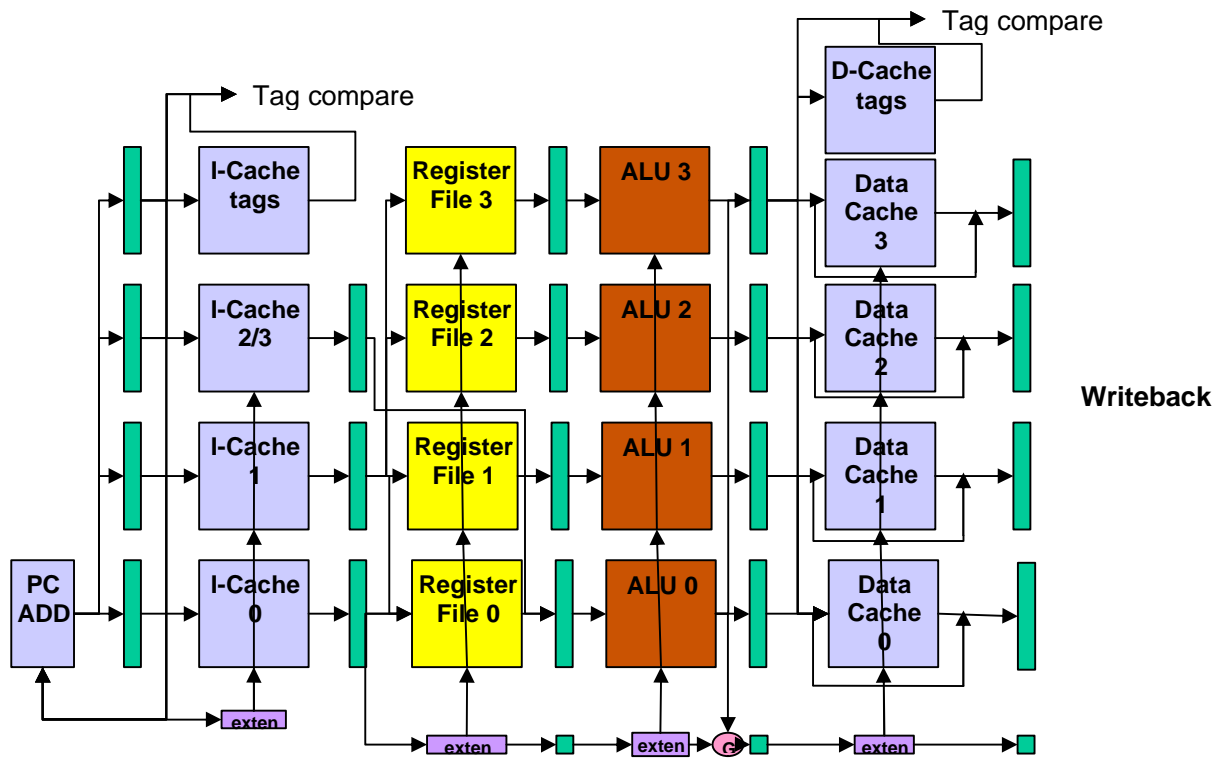 Tag compare
D-Cache
tags
Tag compare
I-Cache
tags
Register
File 3
ALU 3
Data
Cache
3
I-Cache
2/3
Register
File 2
ALU 2
Data
Cache
2
Writeback
I-Cache
1
Register
File 1
ALU 1
Data
Cache
1
PC
ADD
I-Cache
0
Register
File 0
ALU 0
Data
Cache
0
exten
exten
exten
G
exten